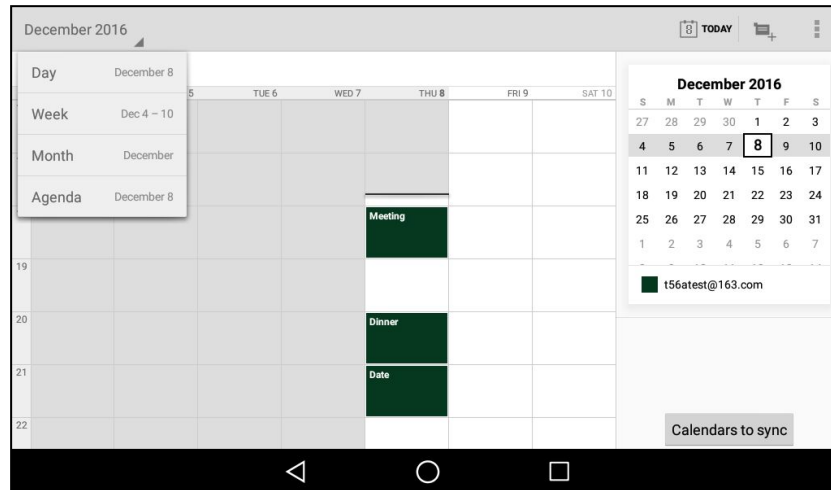 December 2016
8 TODAY
Day December 8
Week Dec 4 – 10
Month December
Agenda December 8
5 TUE 6 WED 7 THU 8 FRI 9 SAT 10
Meeting
19
20
Dinner
21
Date
22
December 2016
S M T W T F S
27 28 29 30 1 2 3
4 5 6 7 8 9 10
11 12 13 14 15 16 17
18 19 20 21 22 23 24
25 26 27 28 29 30 31
1 2 3 4 5 6 7
t56atest@163.com
Calendars to sync